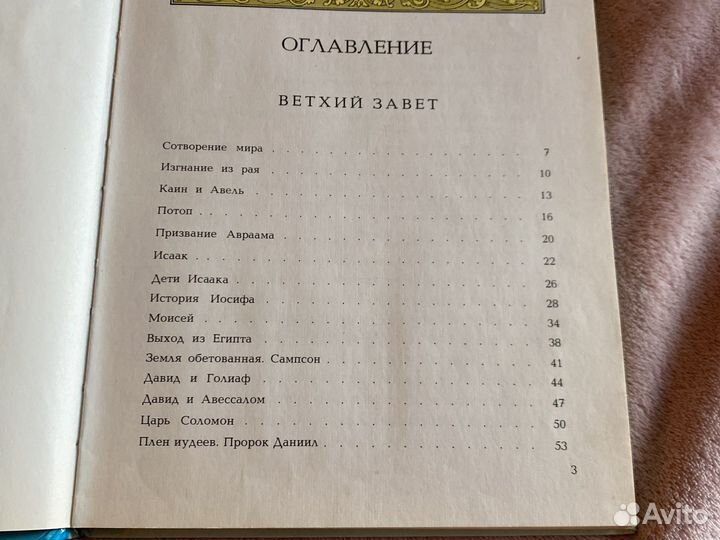 ОГЛАВЛЕНИЕ
ВЕТХИЙ ЗАВЕТ
Сотворение мира . . . . . . . . . . . . . . . 7
Изгнание из рая . . . . . . . . . . . . . . . 10
Каин и Авель . . . . . . . . . . . . . . . 13
Потоп . . . . . . . . . . . . . . . 16
Призвание Авраама . . . . . . . . . . . . . . . 20
Исаак . . . . . . . . . . . . . . . 22
Дети Исаака . . . . . . . . . . . . . . . 26
История Иосифа . . . . . . . . . . . . . . . 28
Моисей . . . . . . . . . . . . . . . 34
Выход из Египта . . . . . . . . . . . . . . . 38
Земля обетованная. Сампсон . . . . . . . . . . . . . . . 41
Давид и Голиаф . . . . . . . . . . . . . . . 44
Давид и Авессалом . . . . . . . . . . . . . . . 47
Царь Соломон . . . . . . . . . . . . . . . 50
Плен иудеев. Пророк Даниил . . . . . . . . . . . . . . . 53
3
Avito